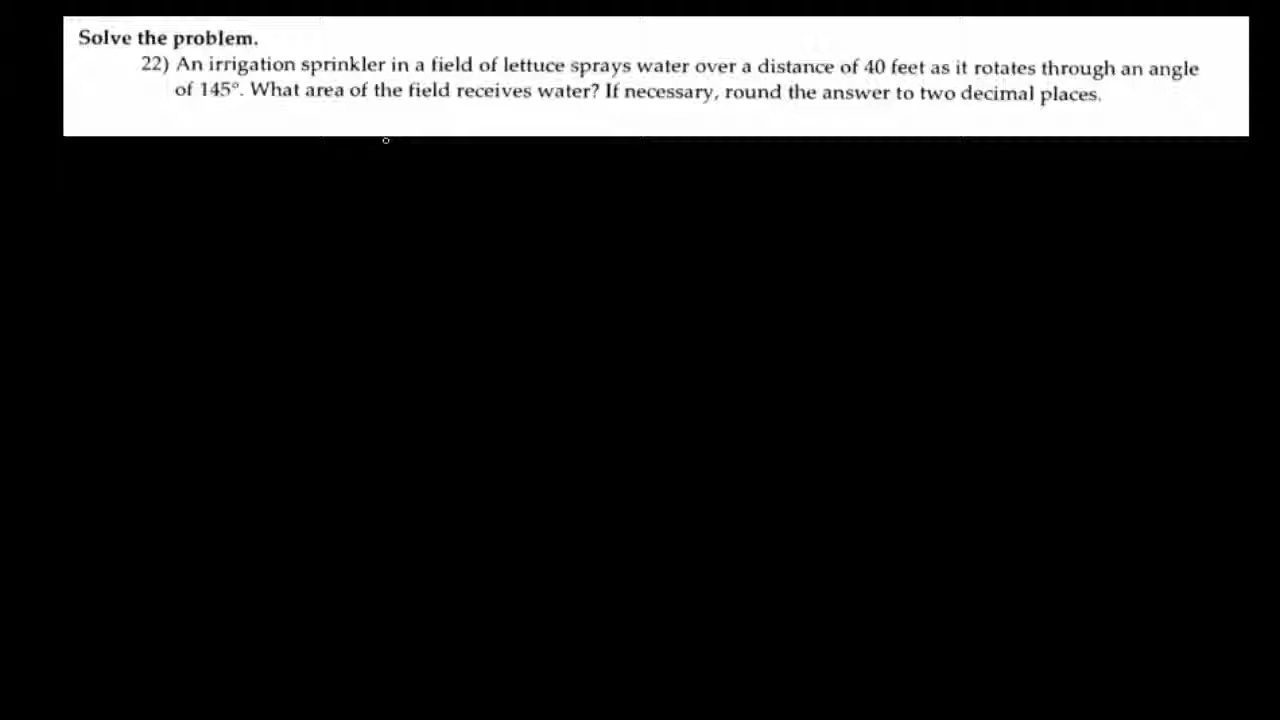 Solve the problem.
22) An irrigation sprinkler in a field of lettuce sprays water over a distance of 40 feet as it rotates through an angle
of 145°. What area of the field receives water? If necessary, round the answer to two decimal places.